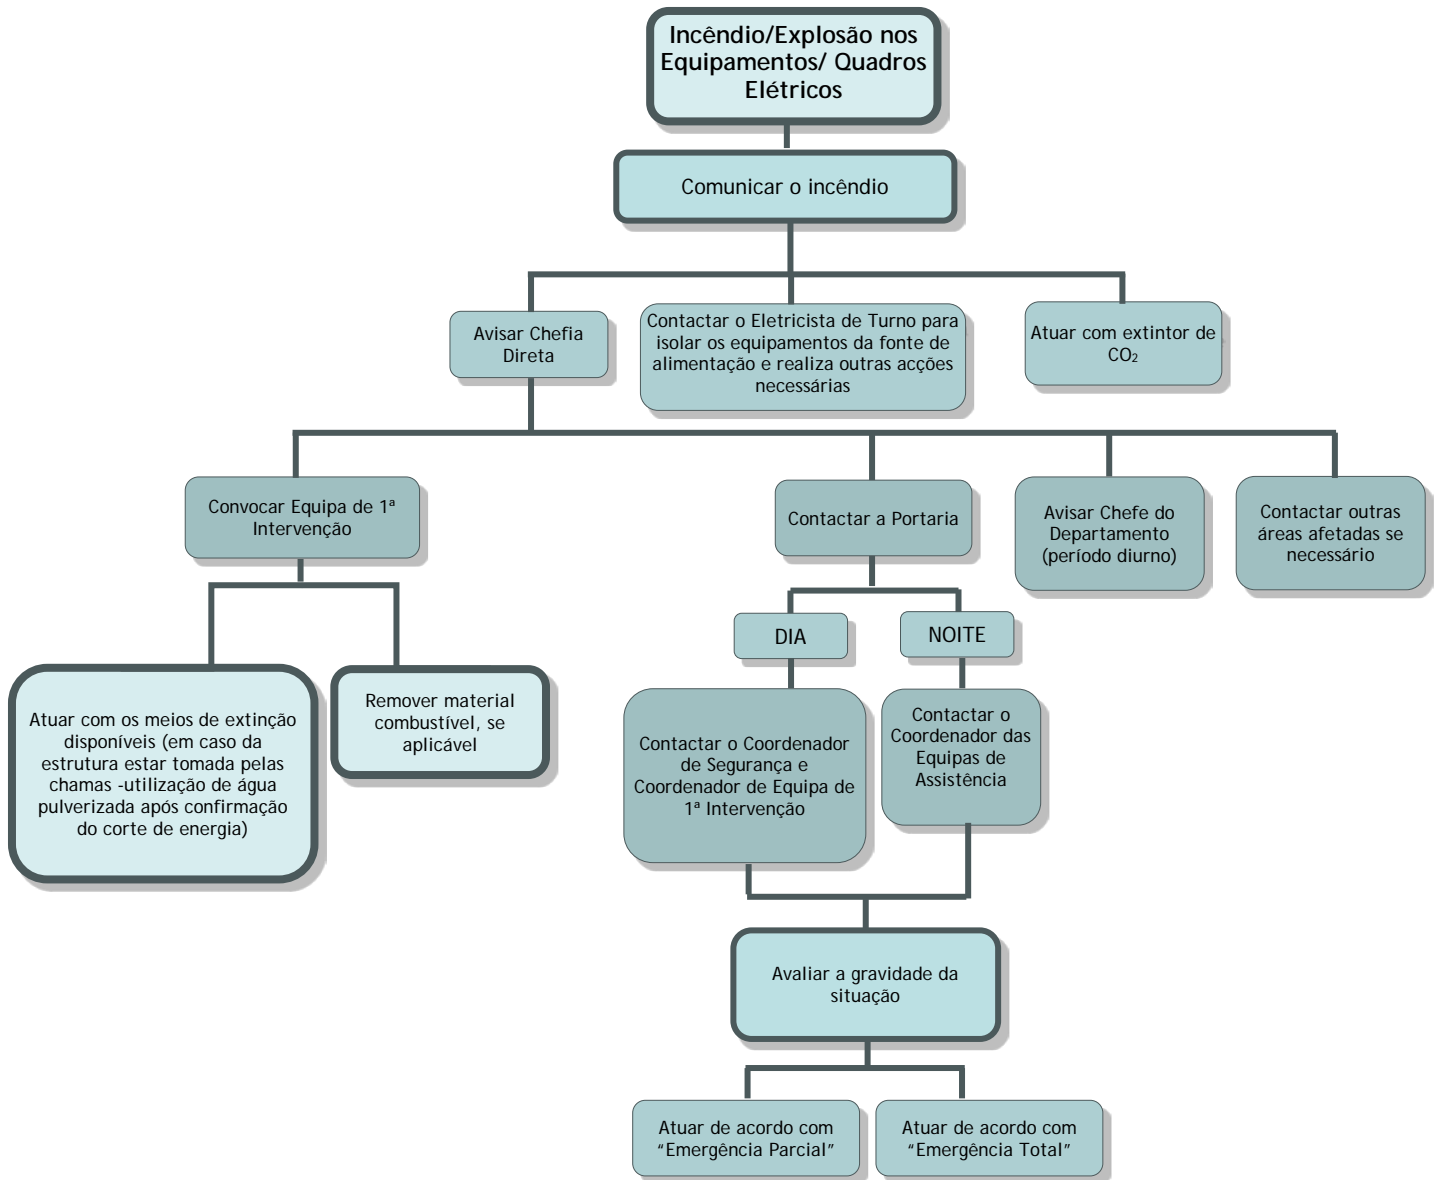 Incêndio/Explosão nos
Equipamentos/ Quadros
Elétricos
Comunicar o incêndio
Avisar Chefia
Direta
Contactar o Eletricista de Turno para
isolar os equipamentos da fonte de
alimentação e realiza outras acções
necessárias
Atuar com extintor de
CO₂
Convocar Equipa de 1ª
Intervenção
Contactar a Portaria
Avisar Chefe do
Departamento
(período diurno)
Contactar outras
áreas afetadas se
necessário
DIA
NOITE
Atuar com os meios de extinção
disponíveis (em caso da
estrutura estar tomada pelas
chamas -utilização de água
pulverizada após confirmação
do corte de energia)
Remover material
combustível, se
aplicável
Contactar o Coordenador
de Segurança e
Coordenador de Equipa de
1ª Intervenção
Contactar o
Coordenador das
Equipas de
Assistência
Avaliar a gravidade da
situação
Atuar de acordo com
“Emergência Parcial”
Atuar de acordo com
“Emergência Total”